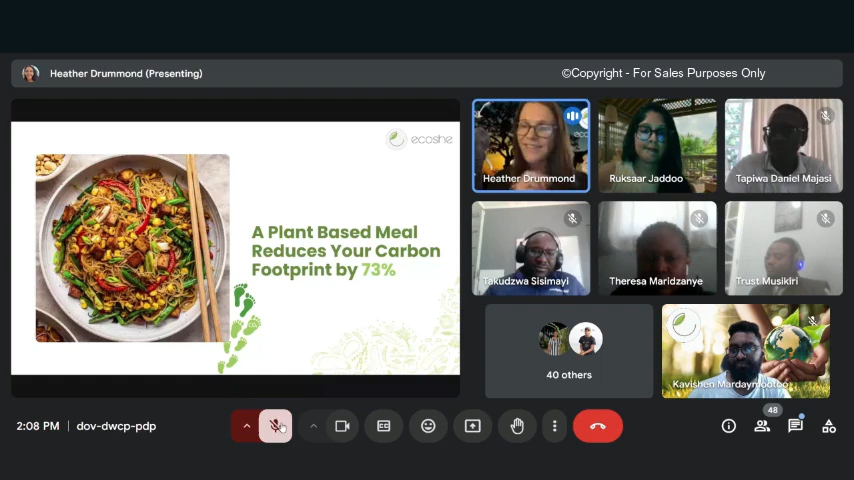 Heather Drummond (Presenting)
©Copyright - For Sales Purposes Only
ecoshe
A Plant Based Meal
Reduces Your Carbon
Footprint by 73%
Heather Drummond
Ruksaar Jaddoo
Tapiwa Daniel Majasi
Takudzwa Sisimayi
Theresa Maridzanye
Trust Musikiri
40 others
Kavishen Mardaymootoo
2:08 PM | dov-dwcp-pdp
CC
48